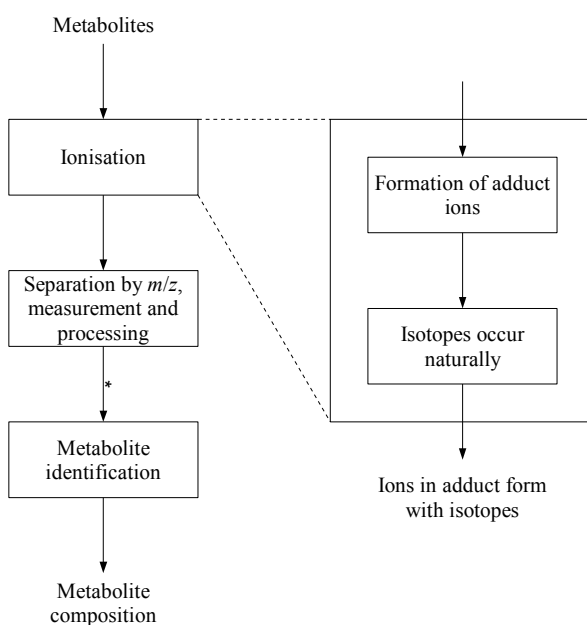 Metabolites
Ionisation
Separation by m/z,
measurement and
processing
*
Metabolite
identification
Metabolite
composition
Formation of adduct
ions
Isotopes occur
naturally
Ions in adduct form
with isotopes